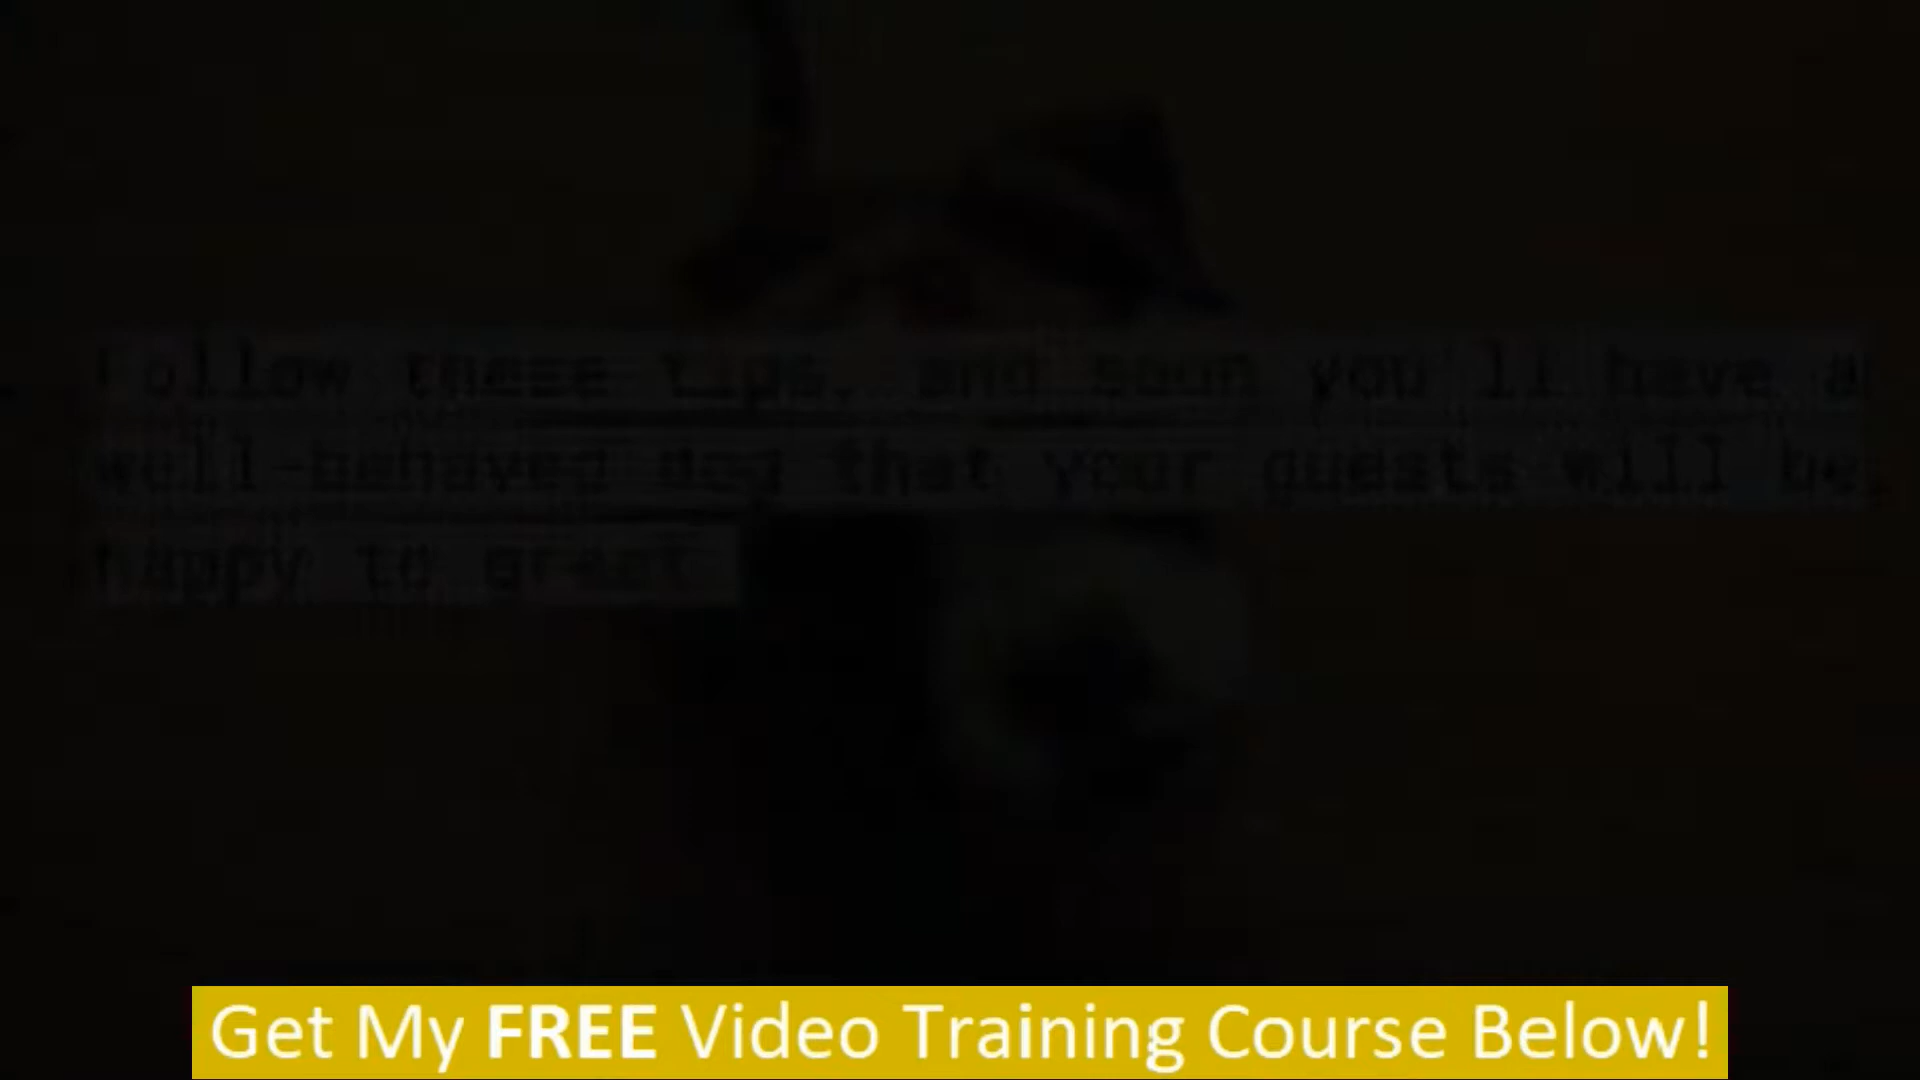 Follow these tips, and soon you'll have a
well-behaved dog that your guests will be
happy to greet
Get My FREE Video Training Course Below!